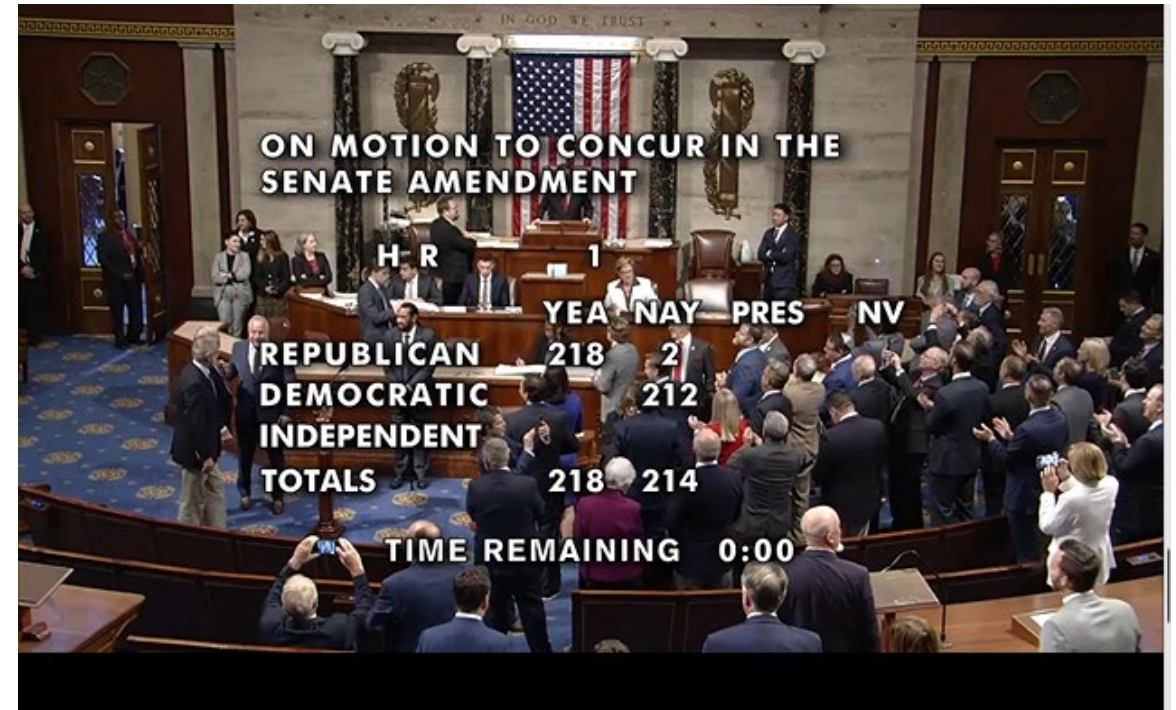 IN GOD WE TRUST
ON MOTION TO CONCUR IN THE
SENATE AMENDMENT
H R 1
YEA NAY PRES NV
REPUBLICAN 218 2
DEMOCRATIC 212
INDEPENDENT
TOTALS 218 214
TIME REMAINING 0:00